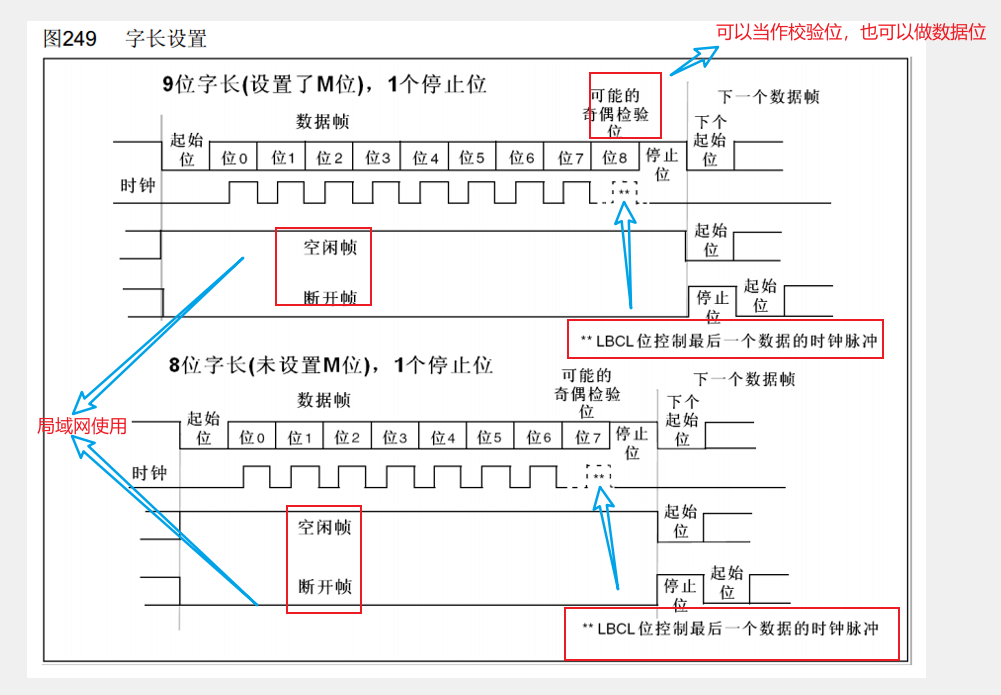 图249 字长设置
可以当作校验位，也可以做数据位
9位字长(设置了M位)，1个停止位
可能的
奇偶检验
位
下一个数据帧
数据帧
起始
位
位0 位1 位2 位3 位4 位5 位6 位7 位8
停止
位
下个
起始
位
时钟
**
空闲帧
起始
位
断开帧
停止
位
起始
位
** LBCL位控制最后一个数据的时钟脉冲
8位字长(未设置M位)，1个停止位
可能的
奇偶检验
位
下一个数据帧
数据帧
局域网使用
起始
位
位0 位1 位2 位3 位4 位5 位6 位7
停止
位
下个
起始
位
时钟
**
空闲帧
起始
位
断开帧
停止
位
起始
位
** LBCL位控制最后一个数据的时钟脉冲